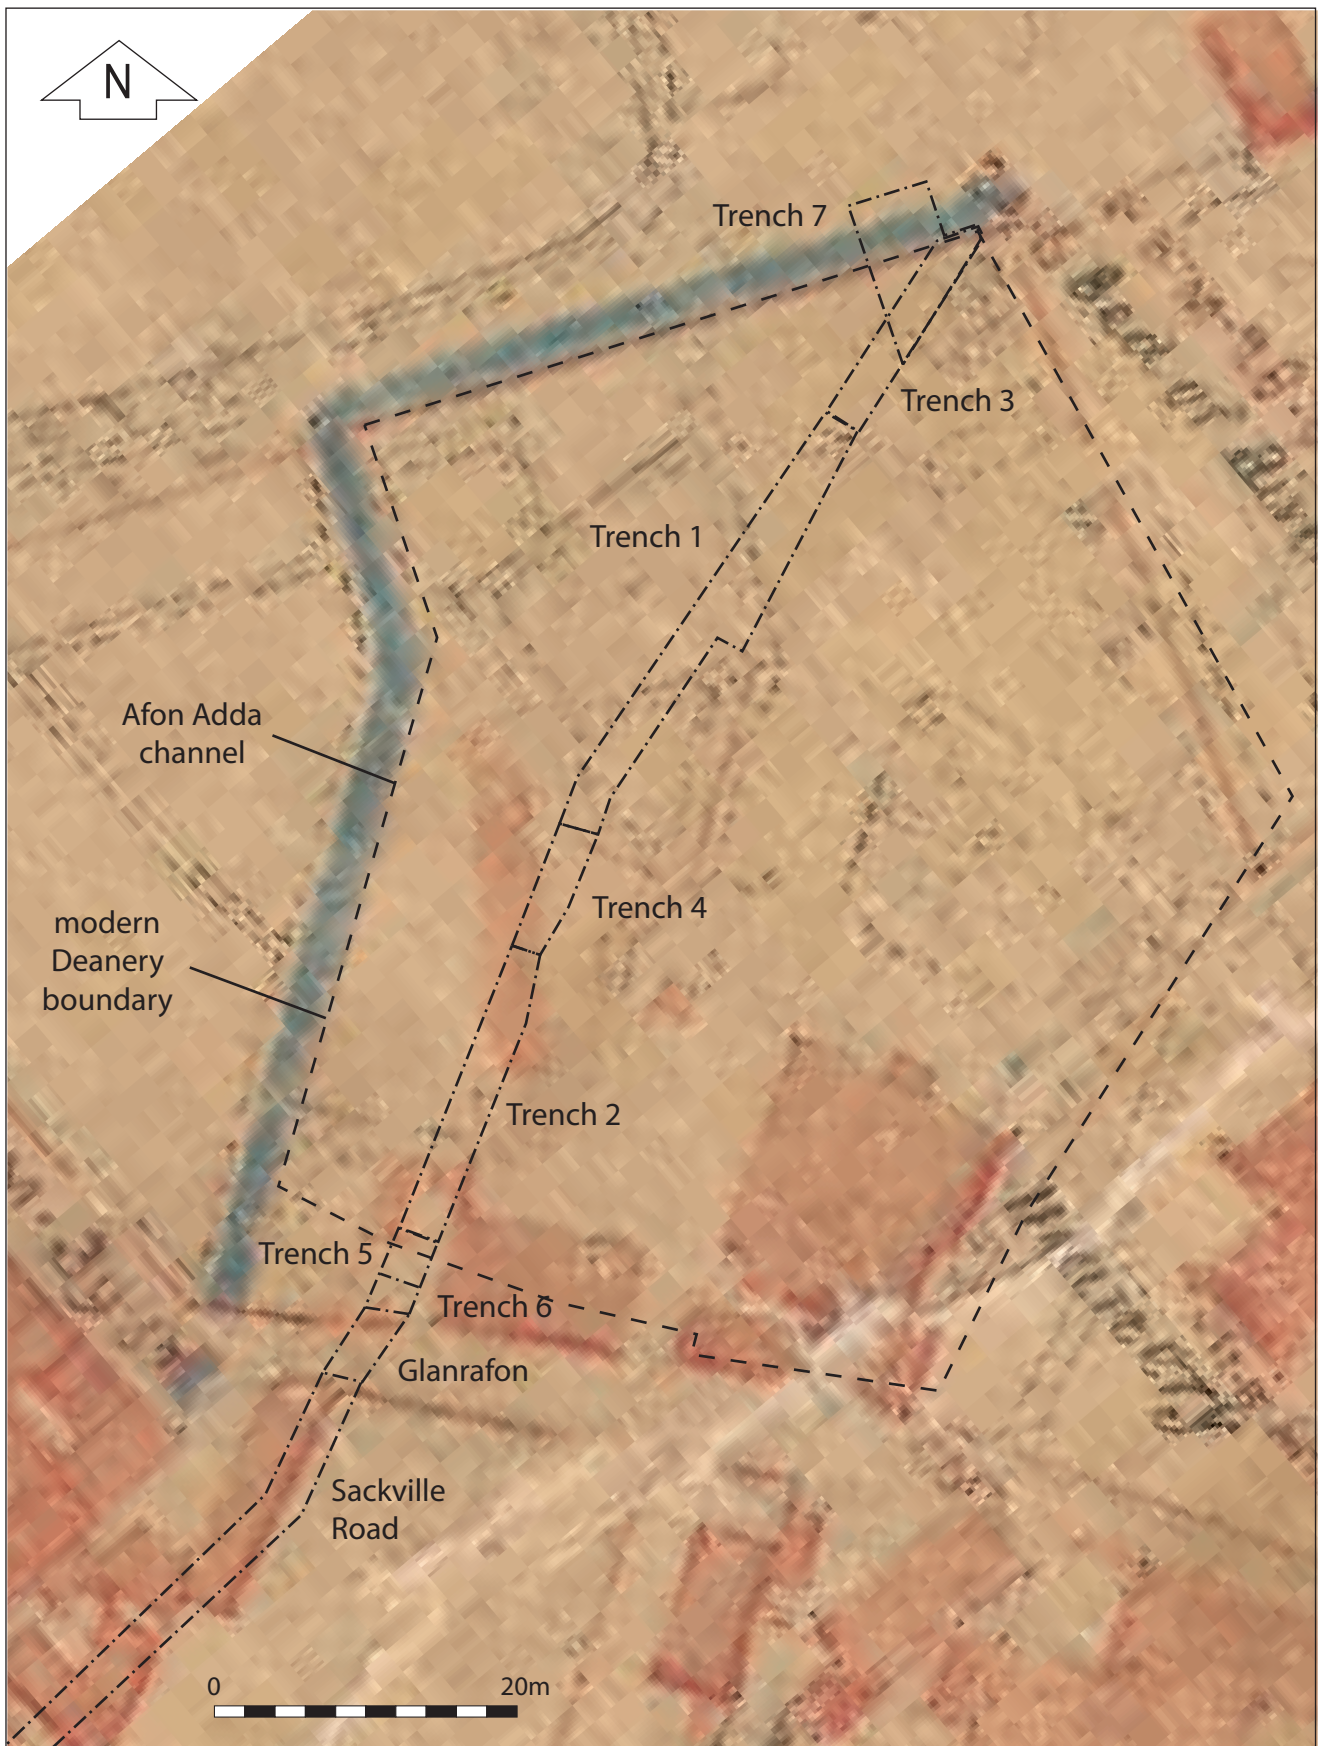 N
Trench 7
Trench 3
Trench 1
Afon Adda
channel
Trench 4
modern
Deanery
boundary
Trench 2
Trench 5
Trench 6
Glanrafon
Sackville
Road
0 20m